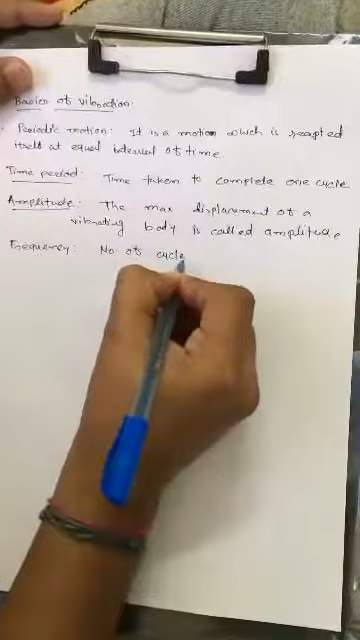 Basics of vibration:
Periodic motion: It is a motion which is reapted
itself at equal interval of time.
Time period: Time taken to complete one cycle
Amplitude: The max displacement of a
vibrating body is called amplitude
Frequency: No of cycle